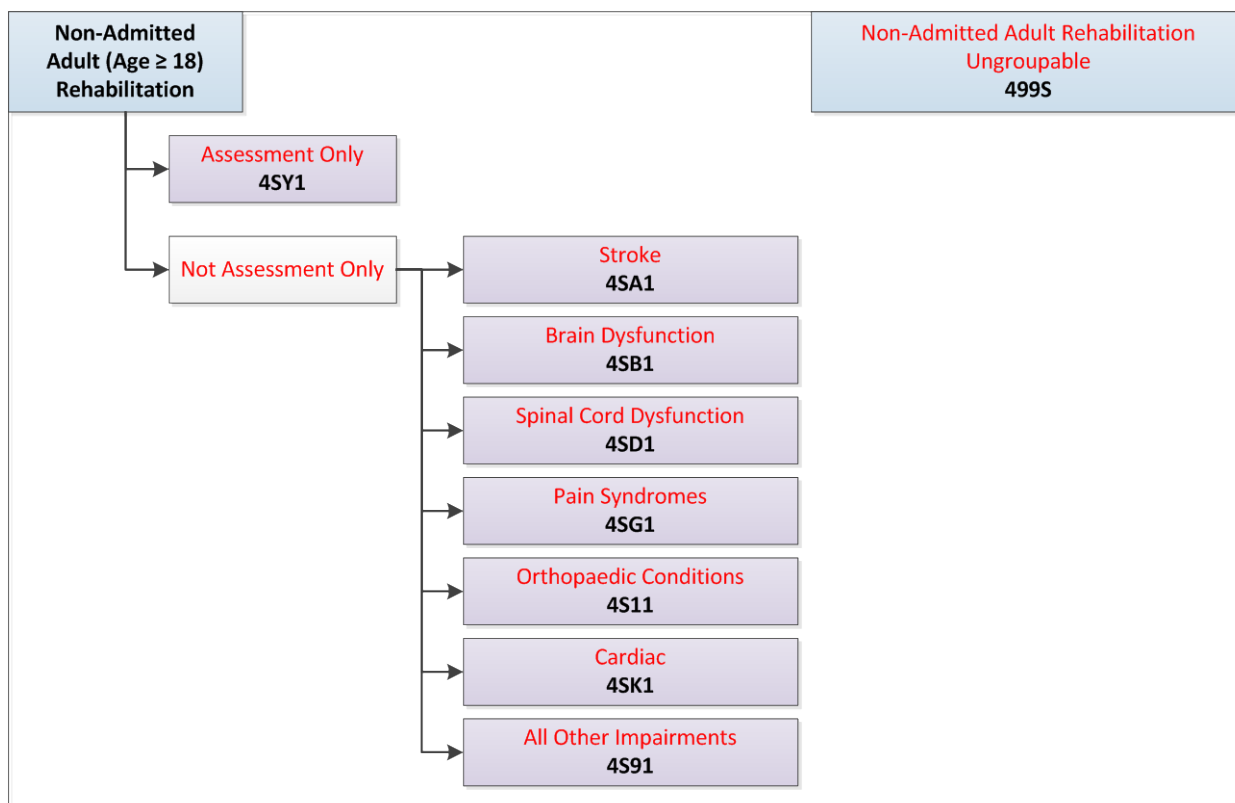 Non-Admitted
Adult (Age ≥ 18)
Rehabilitation
Non-Admitted Adult Rehabilitation
Ungroupable
499S
Assessment Only
4SY1
Not Assessment Only
Stroke
4SA1
Brain Dysfunction
4SB1
Spinal Cord Dysfunction
4SD1
Pain Syndromes
4SG1
Orthopaedic Conditions
4S11
Cardiac
4SK1
All Other Impairments
4S91